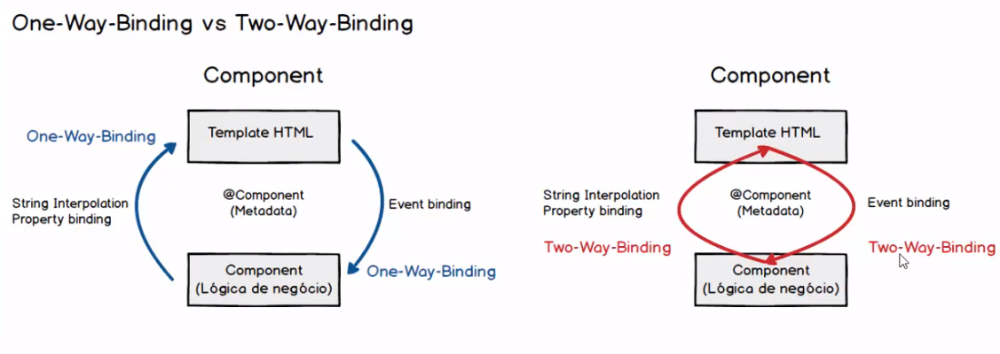 One-Way-Binding vs Two-Way-Binding
Component
Template HTML
One-Way-Binding
String Interpolation
Property binding
@Component
(Metadata)
Event binding
Component
(Lógica de negócio)
One-Way-Binding
Component
Template HTML
String Interpolation
Property binding
@Component
(Metadata)
Event binding
Two-Way-Binding
Two-Way-Binding
Component
(Lógica de negócio)